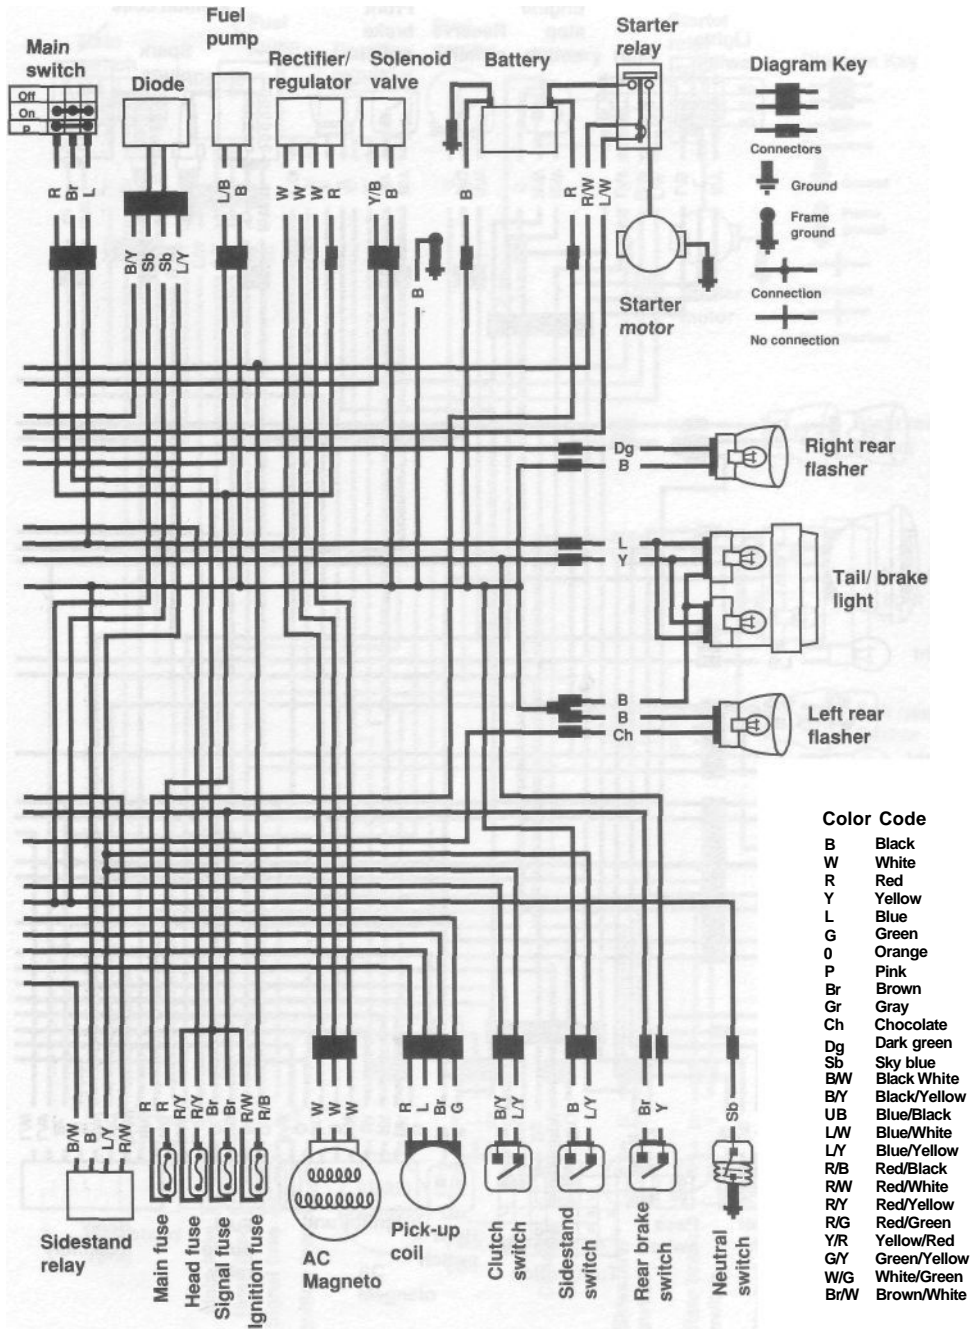 Main
switch
Off
On
P
Diode
Fuel
pump
Rectifier/
regulator
Solenoid
valve
Battery
Starter
relay
Diagram Key
Connectors
Ground
Frame
ground
Connection
No connection
R
Br
L
L/B
B
W
W
W
Y/B
B
B
R
R/W
L/W
B/Y
Sb
Sb
L/Y
B
Starter
motor
Dg
B
Right rear
flasher
L
Y
Tail/ brake
light
B
B
Ch
Left rear
flasher
Color Code
B Black
W White
R Red
Y Yellow
L Blue
G Green
0 Orange
P Pink
Br Brown
Gr Gray
Ch Chocolate
Dg Dark green
Sb Sky blue
B/W Black White
B/Y Black/Yellow
UB Blue/Black
L/W Blue/White
L/Y Blue/Yellow
R/B Red/Black
R/W Red/White
R/Y Red/Yellow
R/G Red/Green
Y/R Yellow/Red
G/Y Green/Yellow
W/G White/Green
Br/W Brown/White
B/W
B
L/Y
R/W
R
R
R/Y
R/Y
Br
Br
R/W
R/B
W
W
W
R
L
Br
G
B/Y
L/Y
B
L/Y
Br
Y
Sb
Sidestand
relay
Main fuse
Head fuse
Signal fuse
Ignition fuse
AC
Magneto
Pick-up
coil
Clutch
switch
Sidestand
switch
Rear brake
switch
Neutral
switch